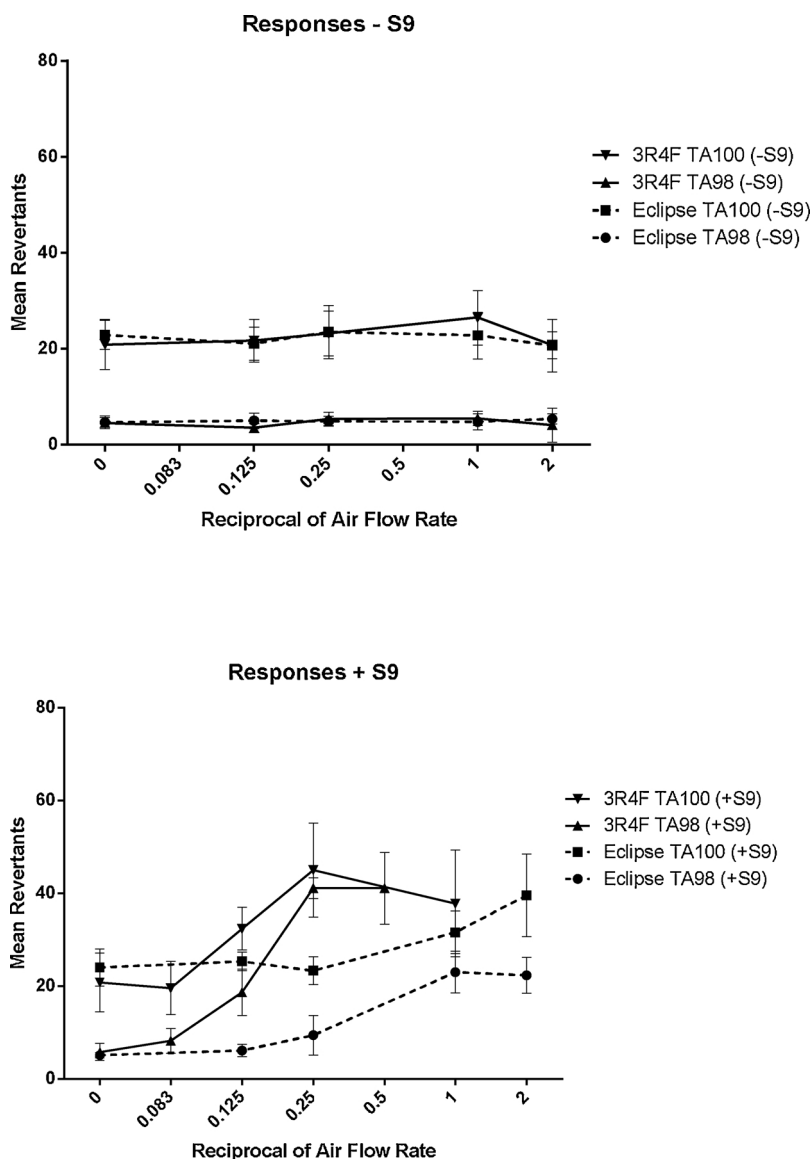 Responses - S9
80
60
40
20
0
Mean Revertants
0
0.083
0.125
0.25
0.5
1
2
Reciprocal of Air Flow Rate
3R4F TA100 (-S9)
3R4F TA98 (-S9)
Eclipse TA100 (-S9)
Eclipse TA98 (-S9)
Responses + S9
80
60
40
20
0
Mean Revertants
0
0.083
0.125
0.25
0.5
1
2
Reciprocal of Air Flow Rate
3R4F TA100 (+S9)
3R4F TA98 (+S9)
Eclipse TA100 (+S9)
Eclipse TA98 (+S9)